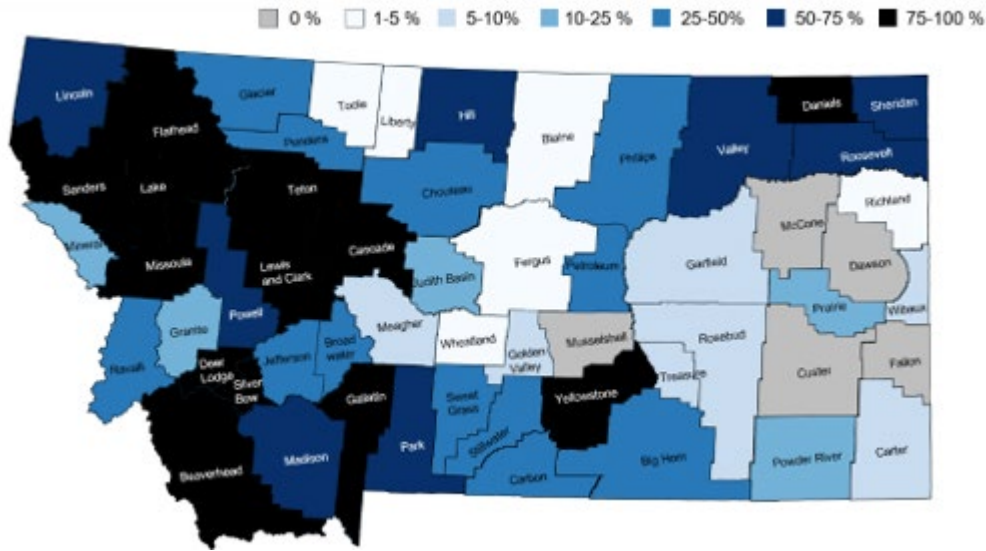 0 % 1-5 % 5-10% 10-25 % 25-50% 50-75 % 75-100 %
Lincoln
Flathead
Glacier
Toole
Liberty
Hill
Blaine
Phillips
Valley
Daniels
Sheridan
Roosevelt
Pondera
Sanders
Lake
Teton
Chouteau
McCone
Richland
Mineral
Missoula
Lewis
and Clark
Cascade
Judith Basin
Fergus
Petroleum
Garfield
Dawson
Prairie
Wibaux
Powell
Granite
Ravalli
Deer
Lodge
Silver
Bow
Jefferson
Broad
water
Meagher
Wheatland
Golden
Valley
Musselshell
Rosebud
Treasure
Custer
Fallon
Beaverhead
Madison
Gallatin
Park
Sweet
Grass
Stillwater
Yellowstone
Carbon
Big Horn
Powder River
Carter